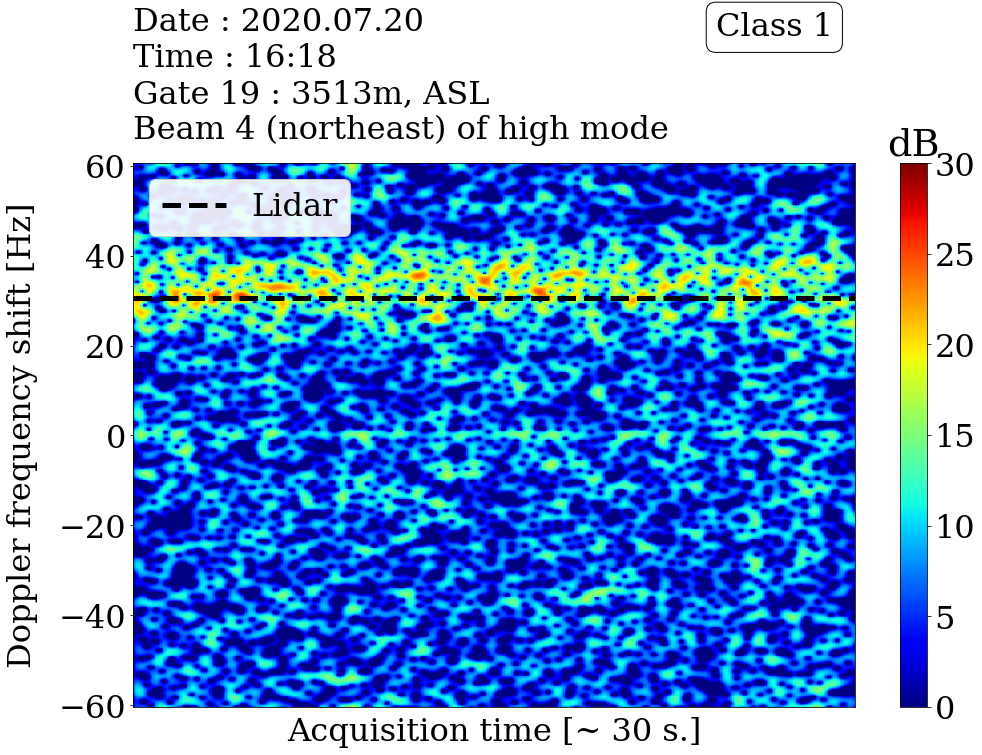 Date : 2020.07.20
Time : 16:18
Gate 19 : 3513m, ASL
Beam 4 (northeast) of high mode
Class 1
dB
Lidar
Doppler frequency shift [Hz]
60
40
20
0
−20
−40
−60
30
25
20
15
10
5
0
Acquisition time [~ 30 s.]